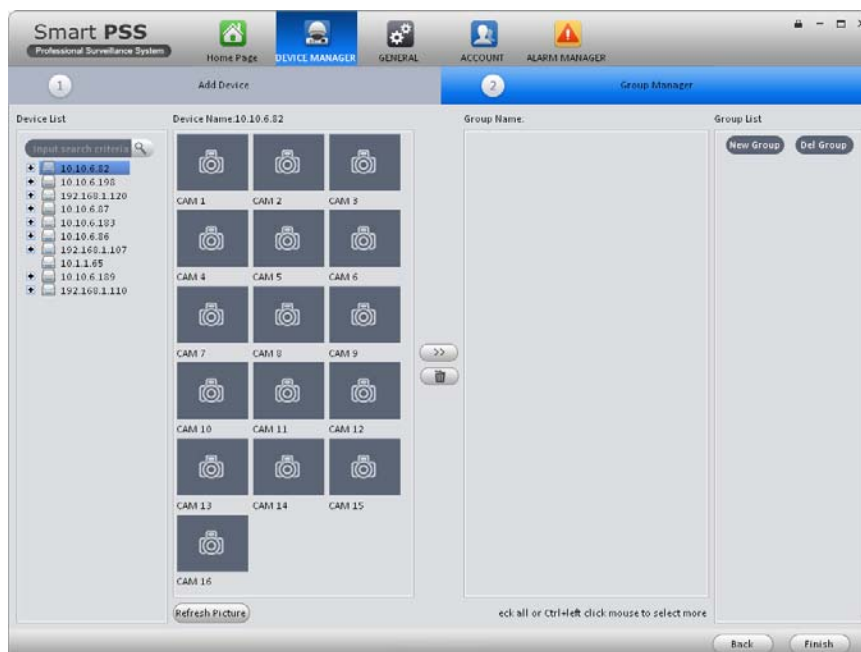 Smart PSS
Professional Surveillance System
Home Page
DEVICE MANAGER
GENERAL
ACCOUNT
ALARM MANAGER
1
Add Device
2
Group Manager
Device List
Device Name:10.10.6.82
Group Name:
Group List
Input search criteria
New Group
Del Group
10.10.6.82
10.10.6.198
192.168.1.120
10.10.6.87
10.10.6.183
10.10.6.86
192.168.1.107
10.1.1.65
10.10.6.189
192.168.1.110
CAM 1
CAM 2
CAM 3
CAM 4
CAM 5
CAM 6
CAM 7
CAM 8
CAM 9
>>
CAM 10
CAM 11
CAM 12
CAM 13
CAM 14
CAM 15
CAM 16
Refresh Picture
eck all or Ctrl+left click mouse to select more
Back
Finish